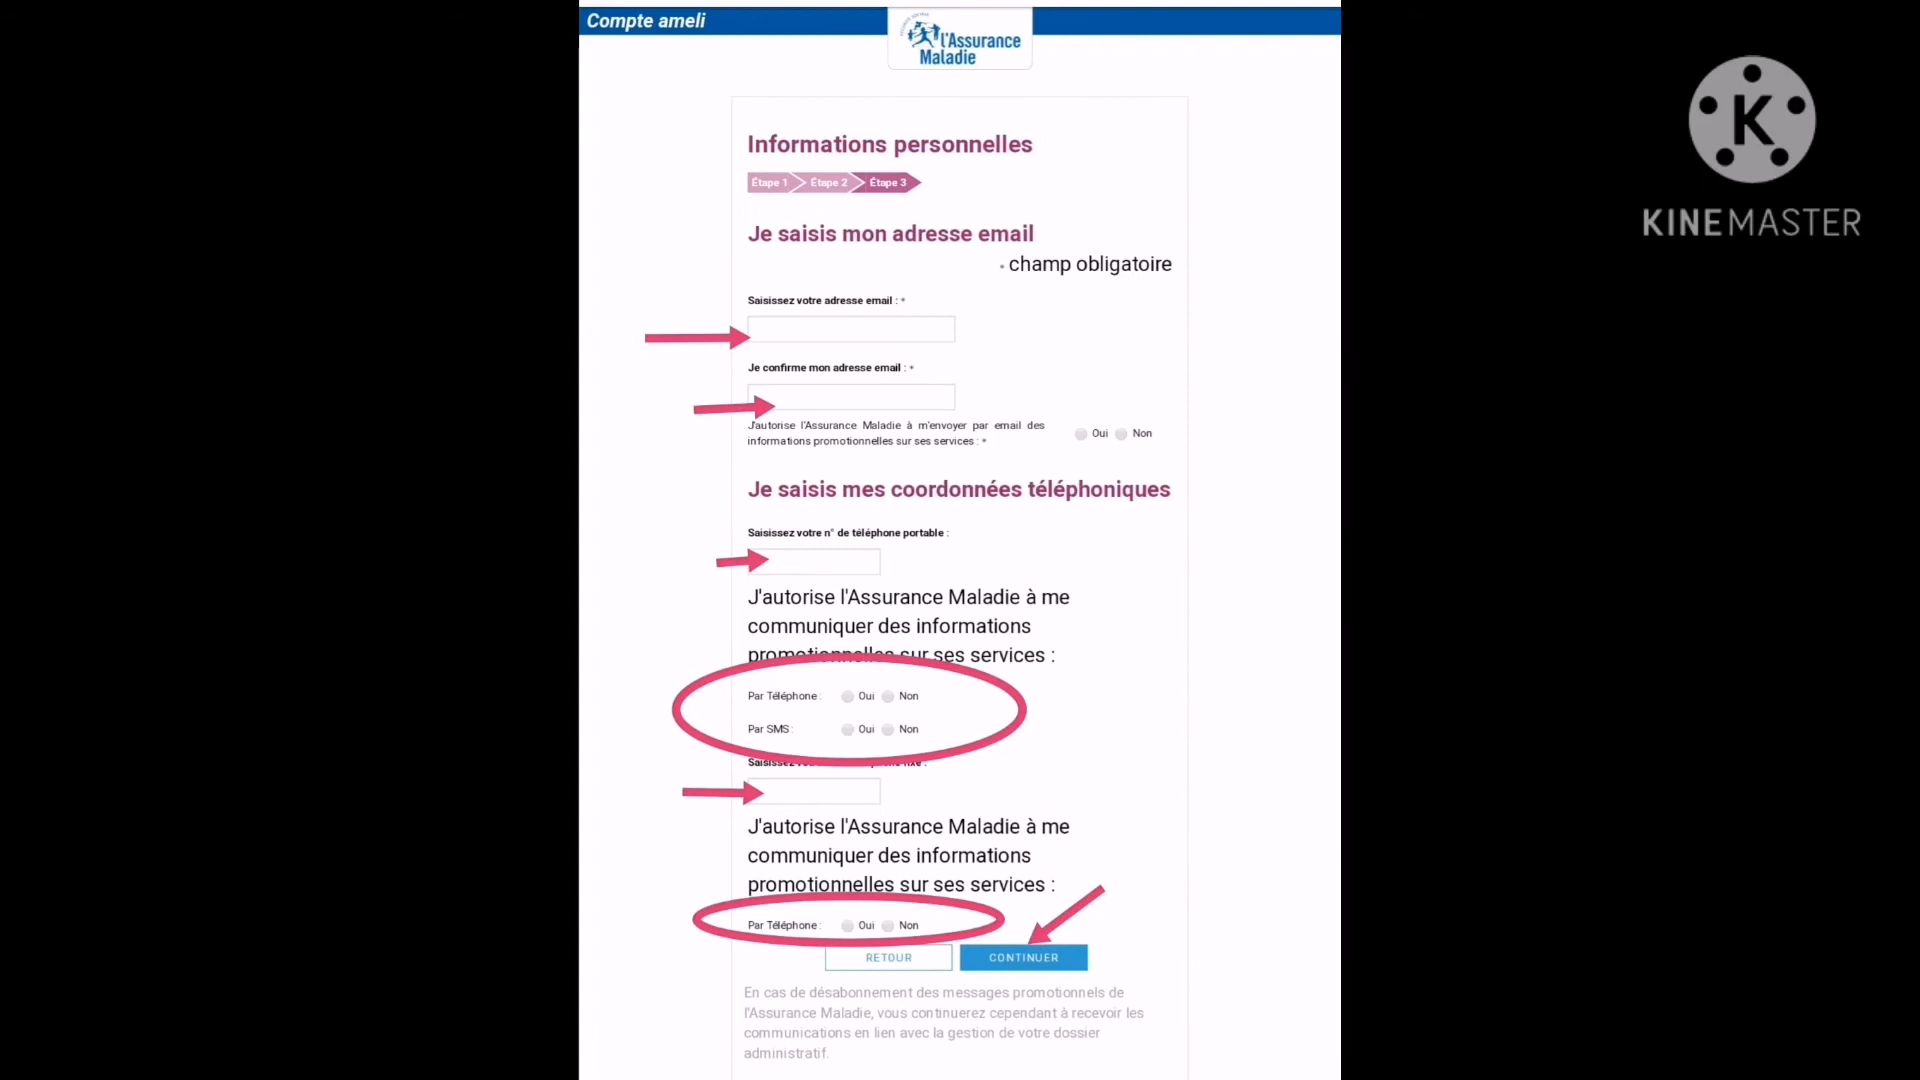 Compte ameli
l'Assurance
Maladie
K
KINEMASTER
Informations personnelles
Étape 1 Étape 2 Étape 3
Je saisis mon adresse email
* champ obligatoire
Saisissez votre adresse email : *
Je confirme mon adresse email : *
J'autorise l'Assurance Maladie à m'envoyer par email des
informations promotionnelles sur ses services : *
Oui Non
Je saisis mes coordonnées téléphoniques
Saisissez votre n° de téléphone portable :
J'autorise l'Assurance Maladie à me
communiquer des informations
promotionnelles sur ses services :
Par Téléphone : Oui Non
Par SMS : Oui Non
Saisissez
J'autorise l'Assurance Maladie à me
communiquer des informations
promotionnelles sur ses services :
Par Téléphone : Oui Non
RETOUR CONTINUER
En cas de désabonnement des messages promotionnels de
l'Assurance Maladie, vous continuerez cependant à recevoir les
communications en lien avec la gestion de votre dossier
administratif.